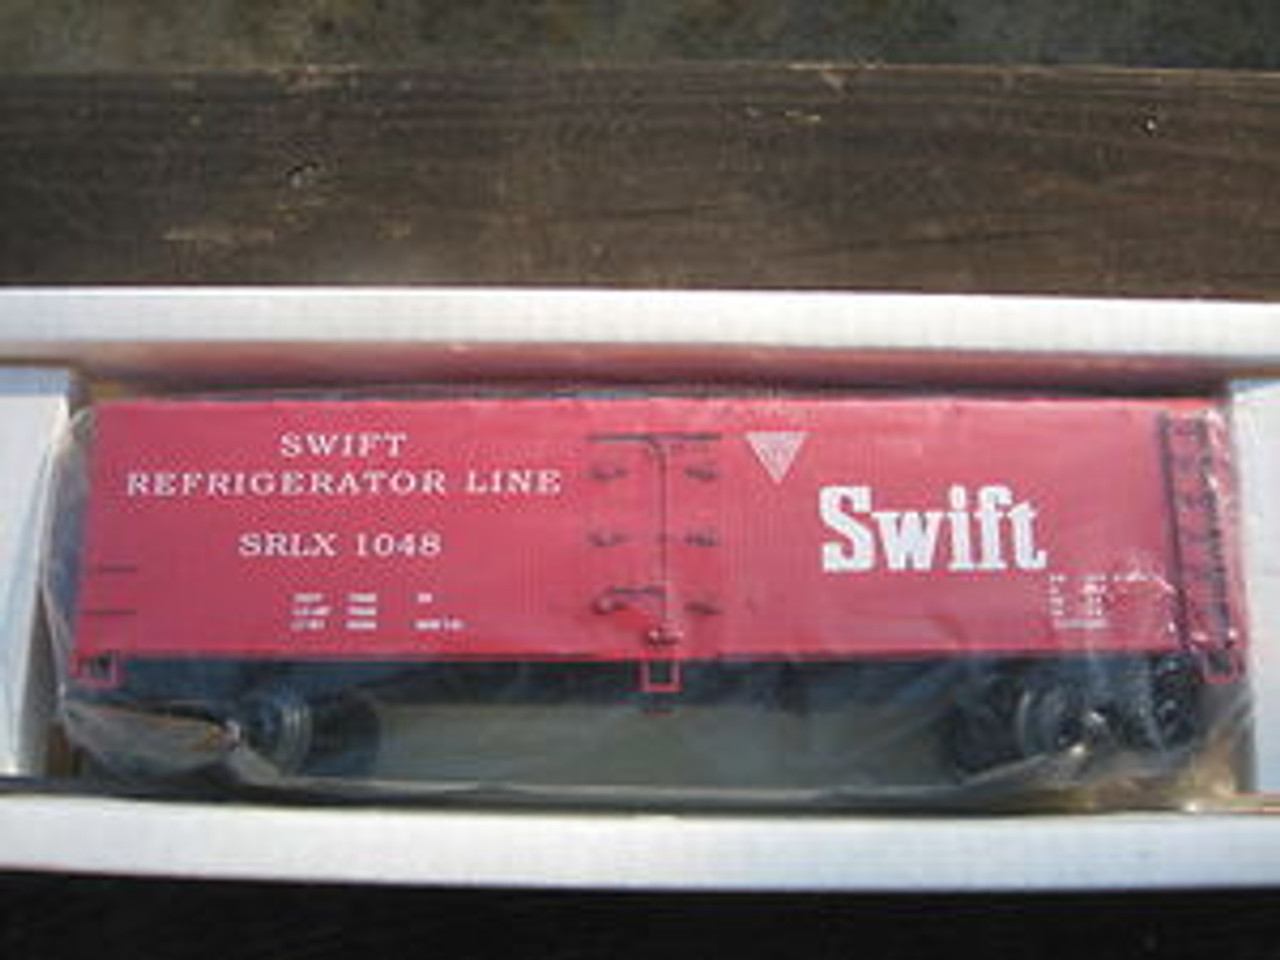 SWIFT
REFRIGERATOR LINE
SRLX 1048
Swift